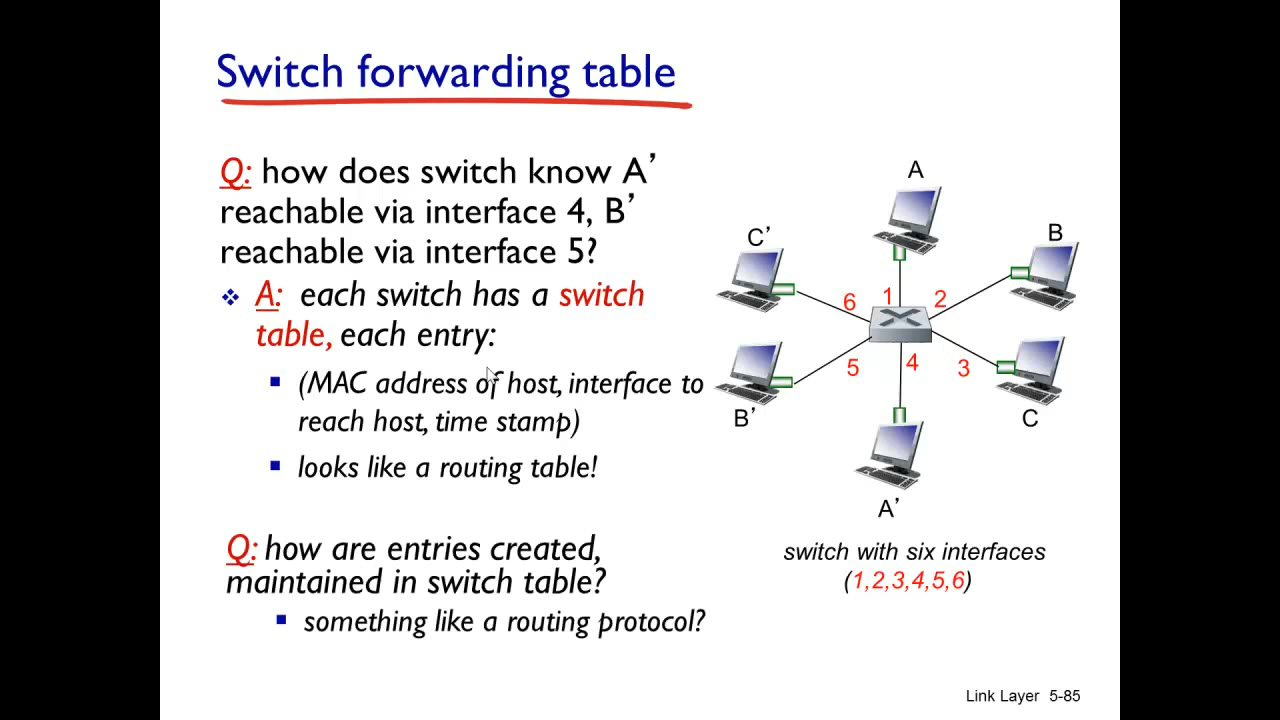 Switch forwarding table
Q: how does switch know A’
reachable via interface 4, B’
reachable via interface 5?
❖ A: each switch has a switch
table, each entry:
▪ (MAC address of host, interface to
reach host, time stamp)
▪ looks like a routing table!
Q: how are entries created,
maintained in switch table?
▪ something like a routing protocol?
A
C’
B
6
1
2
5
4
3
B’
C
A’
switch with six interfaces
(1,2,3,4,5,6)
Link Layer 5-85